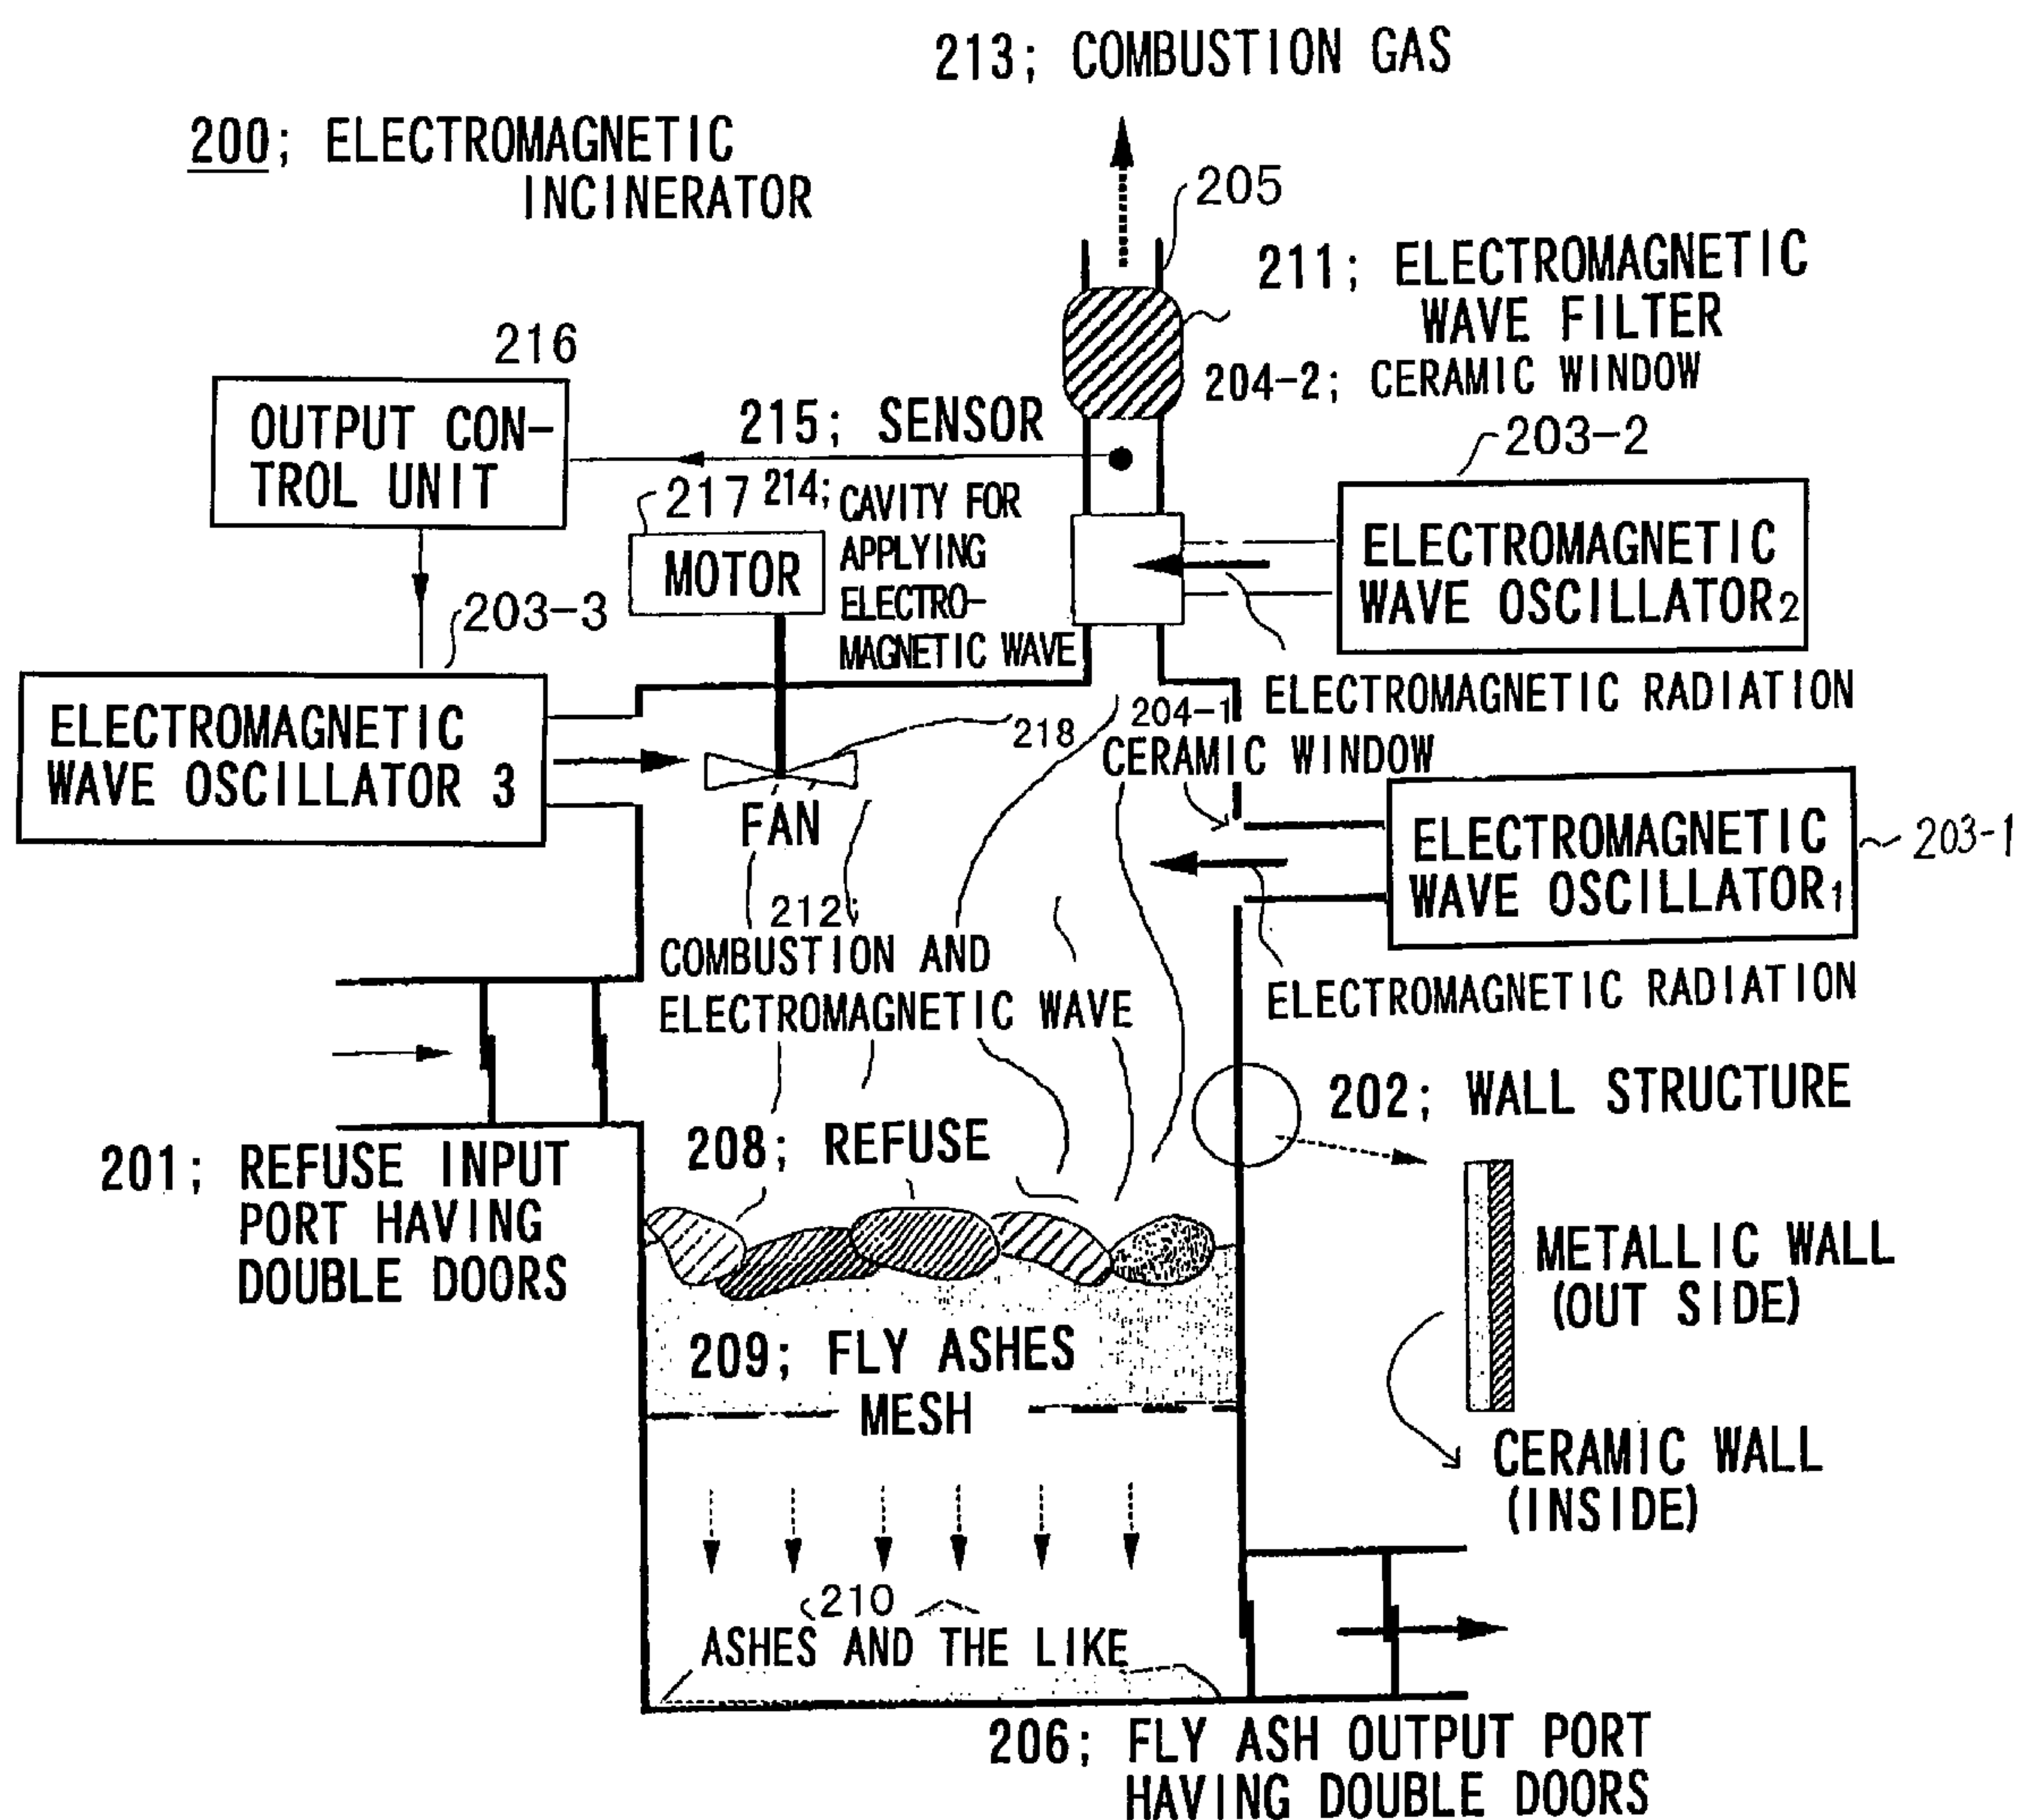 213; COMBUSTION GAS
200; ELECTROMAGNETIC
INCINERATOR
205
211; ELECTROMAGNETIC
WAVE FILTER
204-2; CERAMIC WINDOW
216
OUTPUT CON-
TROL UNIT
215; SENSOR
203-2
217
MOTOR
214; CAVITY FOR
APPLYING
ELECTRO-
MAGNETIC WAVE
ELECTROMAGNETIC
WAVE OSCILLATOR2
203-3
ELECTROMAGNETIC
WAVE OSCILLATOR 3
ELECTROMAGNETIC RADIATION
218
204-1
CERAMIC WINDOW
FAN
ELECTROMAGNETIC
WAVE OSCILLATOR1
203-1
212;
COMBUSTION AND
ELECTROMAGNETIC WAVE
ELECTROMAGNETIC RADIATION
202; WALL STRUCTURE
201; REFUSE INPUT
PORT HAVING
DOUBLE DOORS
208; REFUSE
METALLIC WALL
(OUT SIDE)
209; FLY ASHES
MESH
CERAMIC WALL
(INSIDE)
210
ASHES AND THE LIKE
206; FLY ASH OUTPUT PORT
HAVING DOUBLE DOORS